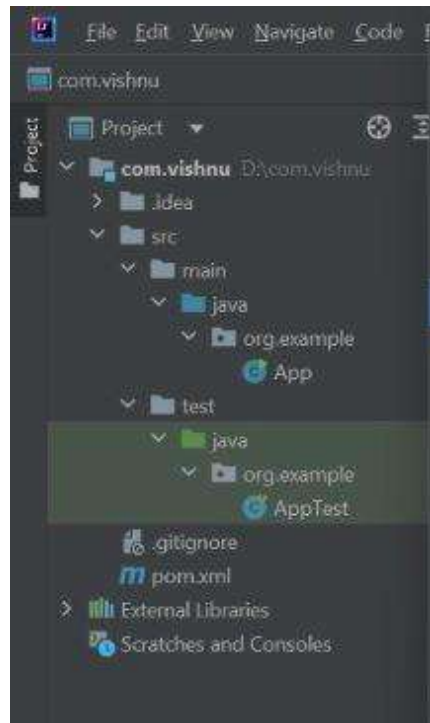 File Edit View Navigate Code
com.vishnu
Project
Project
com.vishnu D:\com.vishnu
.idea
src
main
java
org.example
App
test
java
org.example
AppTest
.gitignore
pom.xml
External Libraries
Scratches and Consoles